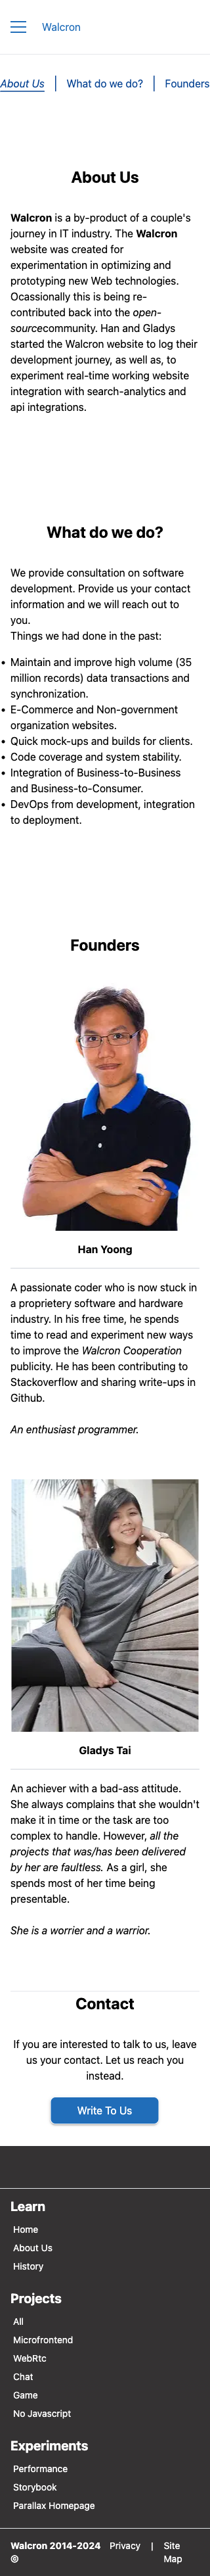 Walcron
About Us
What do we do?
Founders
About Us
Walcron is a by-product of a couple's
journey in IT industry. The Walcron
website was created for
experimentation in optimizing and
prototyping new Web technologies.
Ocassionally this is being re-
contributed back into the open-
sourcecommunity. Han and Gladys
started the Walcron website to log their
development journey, as well as, to
experiment real-time working website
integration with search-analytics and
api integrations.
What do we do?
We provide consultation on software
development. Provide us your contact
information and we will reach out to
you.
Things we had done in the past:
• Maintain and improve high volume (35
million records) data transactions and
synchronization.
• E-Commerce and Non-government
organization websites.
• Quick mock-ups and builds for clients.
• Code coverage and system stability.
• Integration of Business-to-Business
and Business-to-Consumer.
• DevOps from development, integration
to deployment.
Founders
Han Yoong
A passionate coder who is now stuck in
a proprietery software and hardware
industry. In his free time, he spends
time to read and experiment new ways
to improve the Walcron Cooperation
publicity. He has been contributing to
Stackoverflow and sharing write-ups in
Github.
An enthusiast programmer.
Gladys Tai
An achiever with a bad-ass attitude.
She always complains that she wouldn't
make it in time or the task are too
complex to handle. However, all the
projects that was/has been delivered
by her are faultless. As a girl, she
spends most of her time being
presentable.
She is a worrier and a warrior.
Contact
If you are interested to talk to us, leave
us your contact. Let us reach you
instead.
Write To Us
Learn
Home
About Us
History
Projects
All
Microfrontend
WebRtc
Chat
Game
No Javascript
Experiments
Performance
Storybook
Parallax Homepage
Walcron 2014-2024 ©
Privacy
|
Site Map